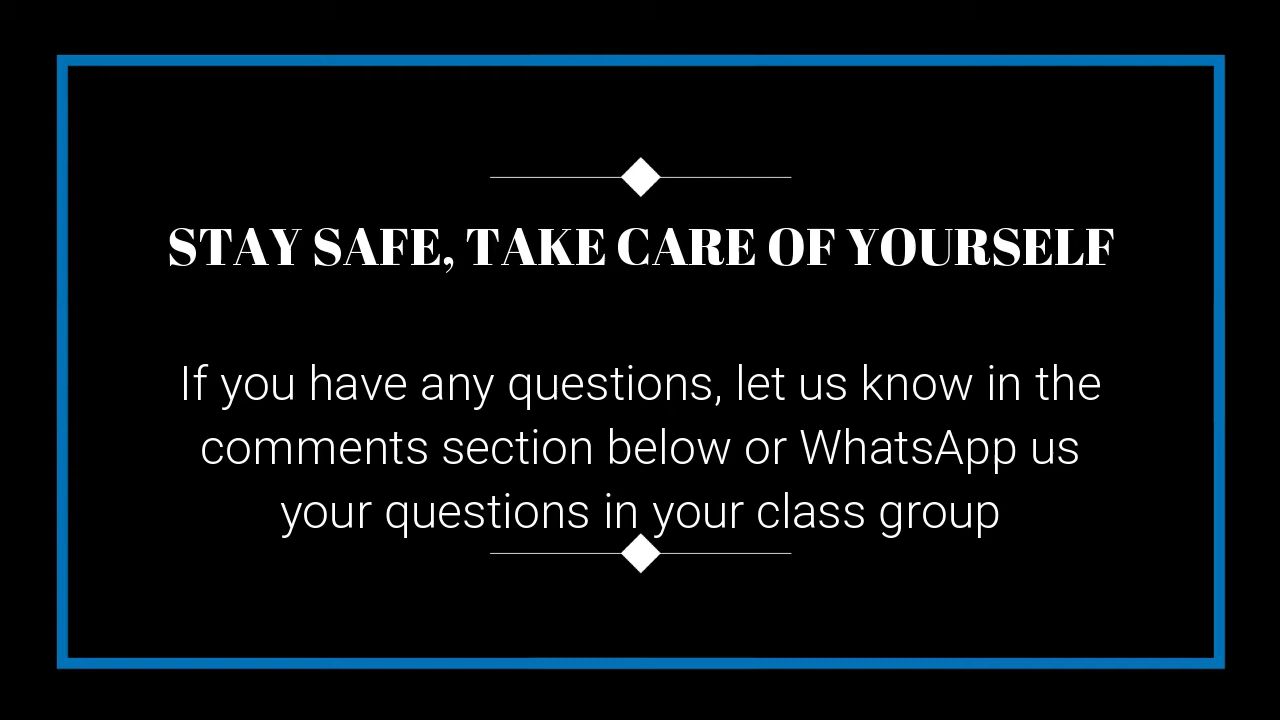 STAY SAFE, TAKE CARE OF YOURSELF
If you have any questions, let us know in the
comments section below or WhatsApp us
your questions in your class group